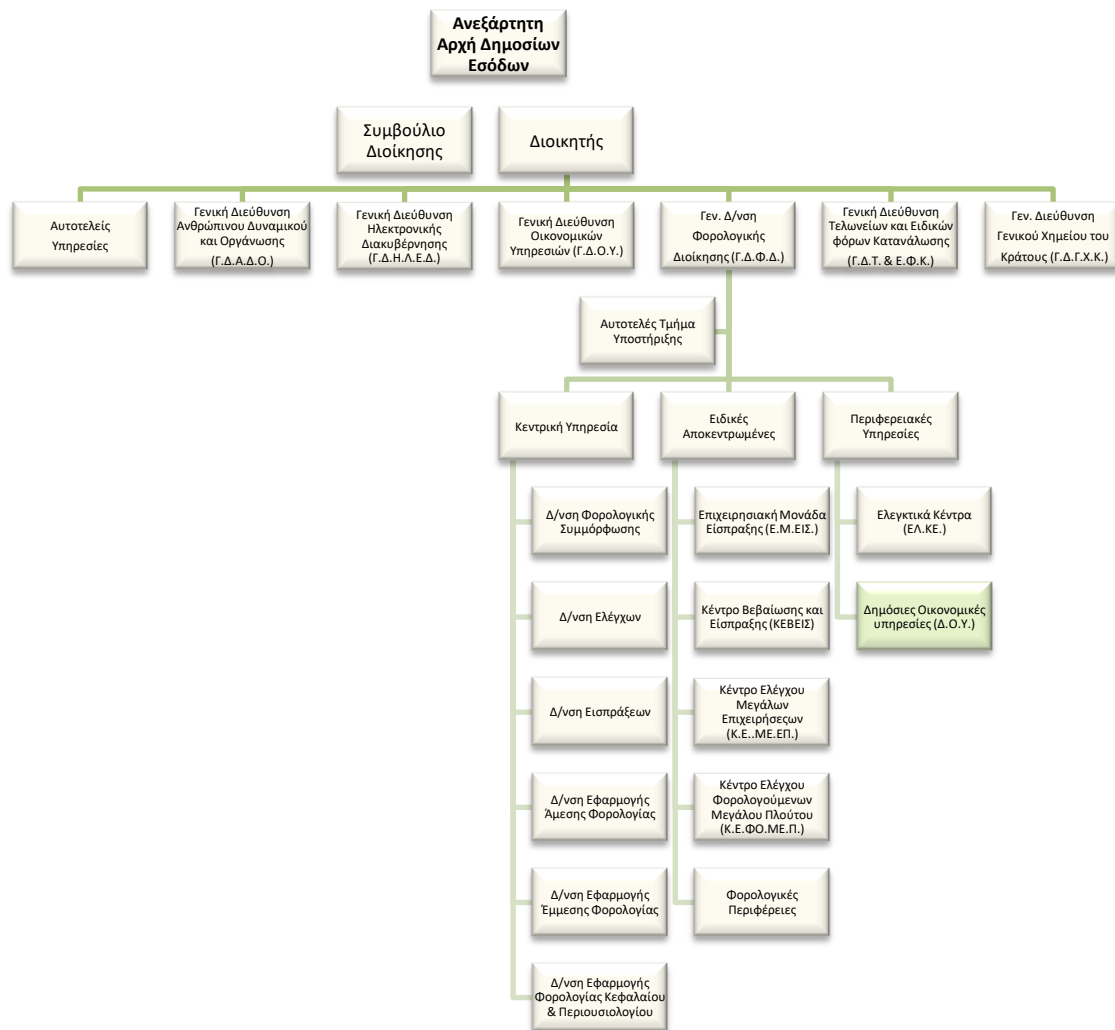 Ανεξάρτητη
Αρχή Δημοσίων
Εσόδων
Συμβούλιο
Διοίκησης
Διοικητής
Αυτοτελείς
Υπηρεσίες
Γενική Διεύθυνση
Ανθρώπινου Δυναμικού
και Οργάνωσης
(Γ.Δ.Α.Δ.Ο.)
Γενική Διεύθυνση
Ηλεκτρονικής
Διακυβέρνησης
(Γ.Δ.Η.Λ.Ε.Δ.)
Γενική Διεύθυνση
Οικονομικών
Υπηρεσιών (Γ.Δ.Ο.Υ.)
Γεν. Δ/νση
Φορολογικής
Διοίκησης (Γ.Δ.Φ.Δ.)
Γενική Διεύθυνση
Τελωνείων και Ειδικών
φόρων Κατανάλωσης
(Γ.Δ.Τ. & Ε.Φ.Κ.)
Γεν. Διεύθυνση
Γενικού Χημείου του
Κράτους (Γ.Δ.Γ.Χ.Κ.)
Αυτοτελές Τμήμα
Υποστήριξης
Κεντρική Υπηρεσία
Ειδικές
Αποκεντρωμένες
Περιφερειακές
Υπηρεσίες
Δ/νση Φορολογικής
Συμμόρφωσης
Δ/νση Ελέγχων
Δ/νση Εισπράξεων
Δ/νση Εφαρμογής
Άμεσης Φορολογίας
Δ/νση Εφαρμογής
Έμμεσης Φορολογίας
Δ/νση Εφαρμογής
Φορολογίας Κεφαλαίου
& Περιουσιολογίου
Επιχειρησιακή Μονάδα
Είσπραξης (Ε.Μ.ΕΙΣ.)
Κέντρο Βεβαίωσης και
Είσπραξης (ΚΕΒΕΙΣ)
Κέντρο Ελέγχου
Μεγάλων
Επιχειρήσεςων
(Κ.Ε..ΜΕ.ΕΠ.)
Κέντρο Ελέγχου
Φορολογούμενων
Μεγάλου Πλούτου
(Κ.Ε.ΦΟ.ΜΕ.Π.)
Φορολογικές
Περιφέρειες
Ελεγκτικά Κέντρα
(ΕΛ.ΚΕ.)
Δημόσιες Οικονομικές
υπηρεσίες (Δ.Ο.Υ.)